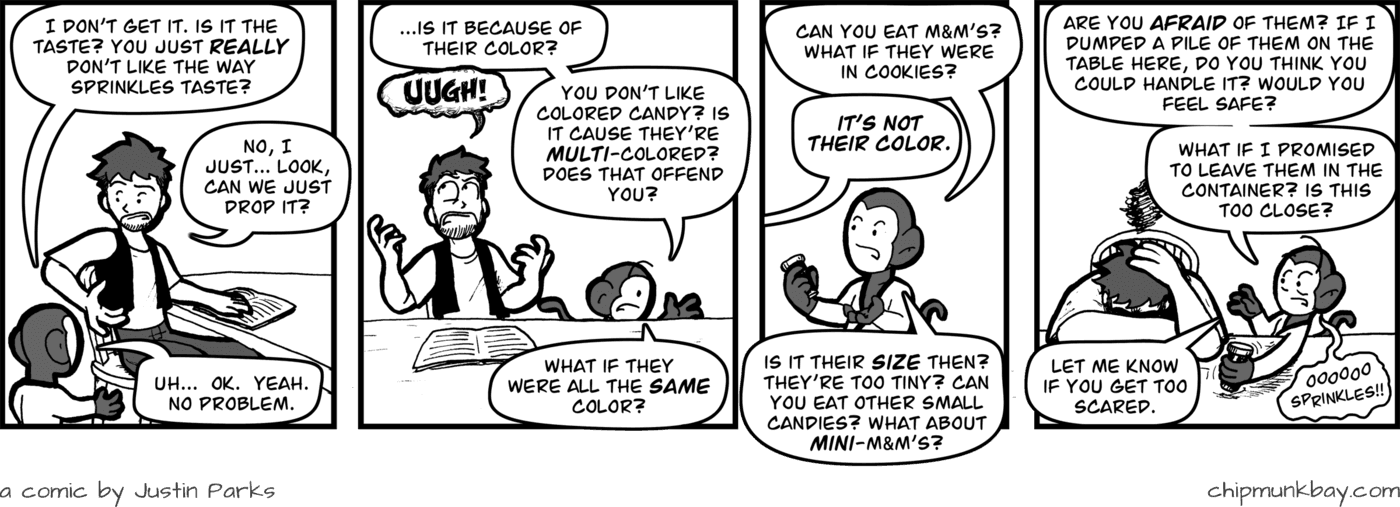 I DON'T GET IT. IS IT THE
TASTE? YOU JUST REALLY
DON'T LIKE THE WAY
SPRINKLES TASTE?
NO, I
JUST... LOOK,
CAN WE JUST
DROP IT?
UH... OK. YEAH.
NO PROBLEM.
...IS IT BECAUSE OF
THEIR COLOR?
UUGH!
YOU DON'T LIKE
COLORED CANDY? IS
IT CAUSE THEY'RE
MULTI-COLORED?
DOES THAT OFFEND
YOU?
WHAT IF THEY
WERE ALL THE SAME
COLOR?
CAN YOU EAT M&M'S?
WHAT IF THEY WERE
IN COOKIES?
IT'S NOT
THEIR COLOR.
IS IT THEIR SIZE THEN?
THEY'RE TOO TINY? CAN
YOU EAT OTHER SMALL
CANDIES? WHAT ABOUT
MINI-M&M'S?
ARE YOU AFRAID OF THEM? IF I
DUMPED A PILE OF THEM ON THE
TABLE HERE, DO YOU THINK YOU
COULD HANDLE IT? WOULD YOU
FEEL SAFE?
WHAT IF I PROMISED
TO LEAVE THEM IN THE
CONTAINER? IS THIS
TOO CLOSE?
LET ME KNOW
IF YOU GET TOO
SCARED.
OOOOOO
SPRINKLES!!
a comic by Justin Parks
chipmunkbay.com